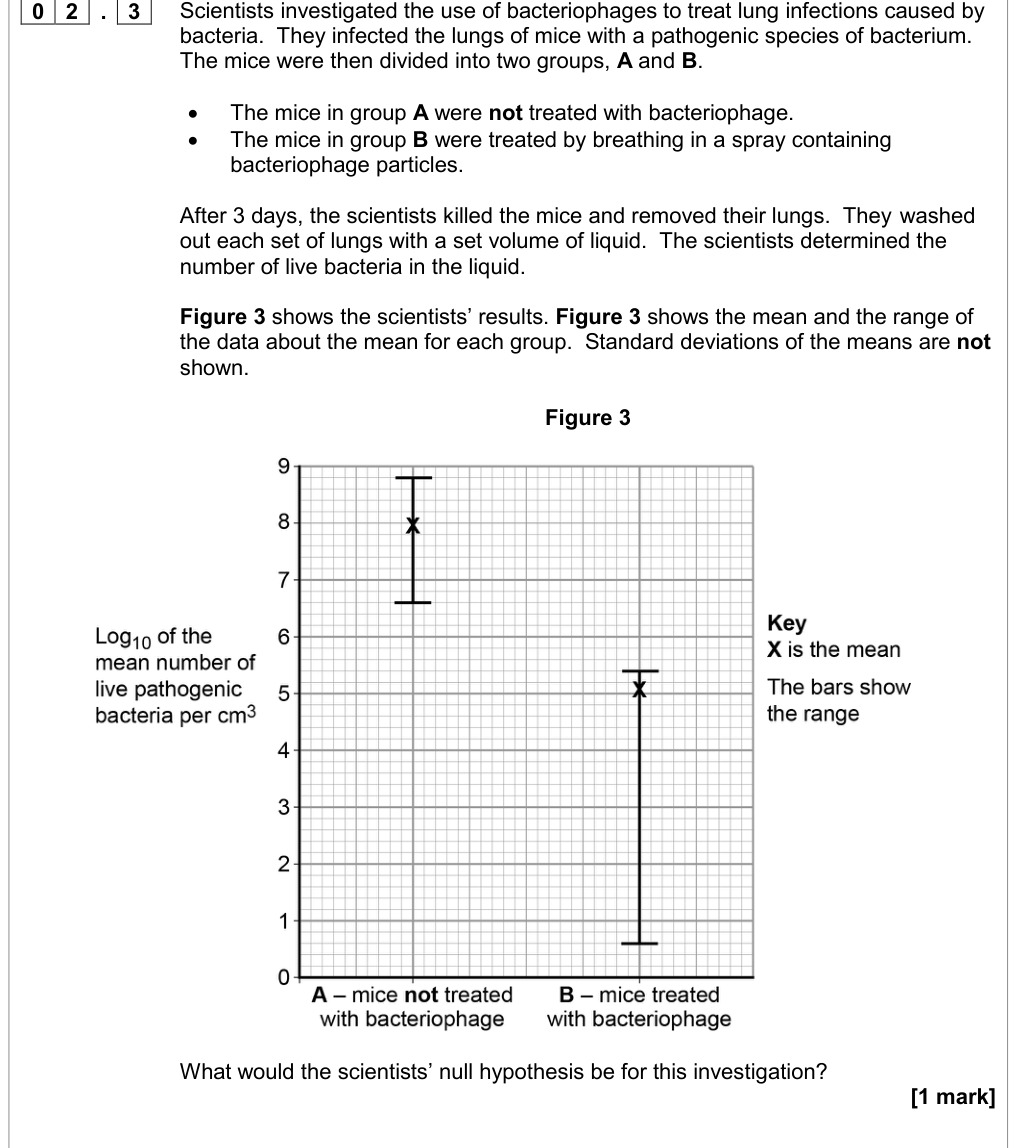 0 2 . 3 Scientists investigated the use of bacteriophages to treat lung infections caused by
bacteria. They infected the lungs of mice with a pathogenic species of bacterium.
The mice were then divided into two groups, A and B.
• The mice in group A were not treated with bacteriophage.
• The mice in group B were treated by breathing in a spray containing
bacteriophage particles.
After 3 days, the scientists killed the mice and removed their lungs. They washed
out each set of lungs with a set volume of liquid. The scientists determined the
number of live bacteria in the liquid.
Figure 3 shows the scientists' results. Figure 3 shows the mean and the range of
the data about the mean for each group. Standard deviations of the means are not
shown.
Figure 3
9
8
7
6
5
4
3
2
1
0
Log10 of the
mean number of
live pathogenic
bacteria per cm3
X
X
Key
X is the mean
The bars show
the range
A – mice not treated
with bacteriophage
B – mice treated
with bacteriophage
What would the scientists' null hypothesis be for this investigation?
[1 mark]